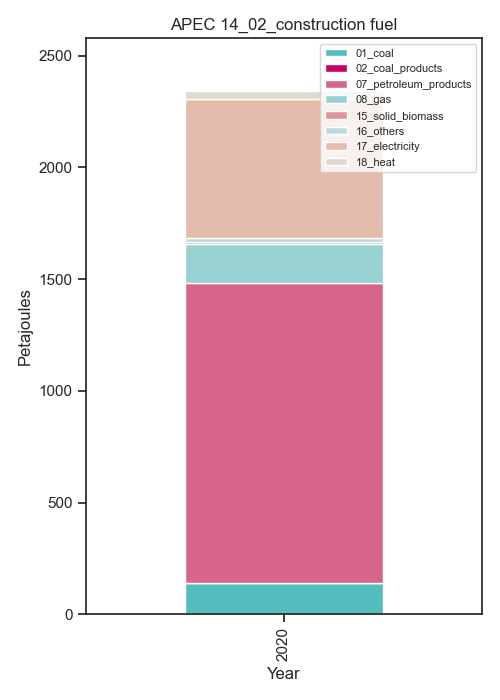 APEC 14_02_construction fuel
2500
2000
1500
1000
500
0
Petajoules
01_coal
02_coal_products
07_petroleum_products
08_gas
15_solid_biomass
16_others
17_electricity
18_heat
2020
Year